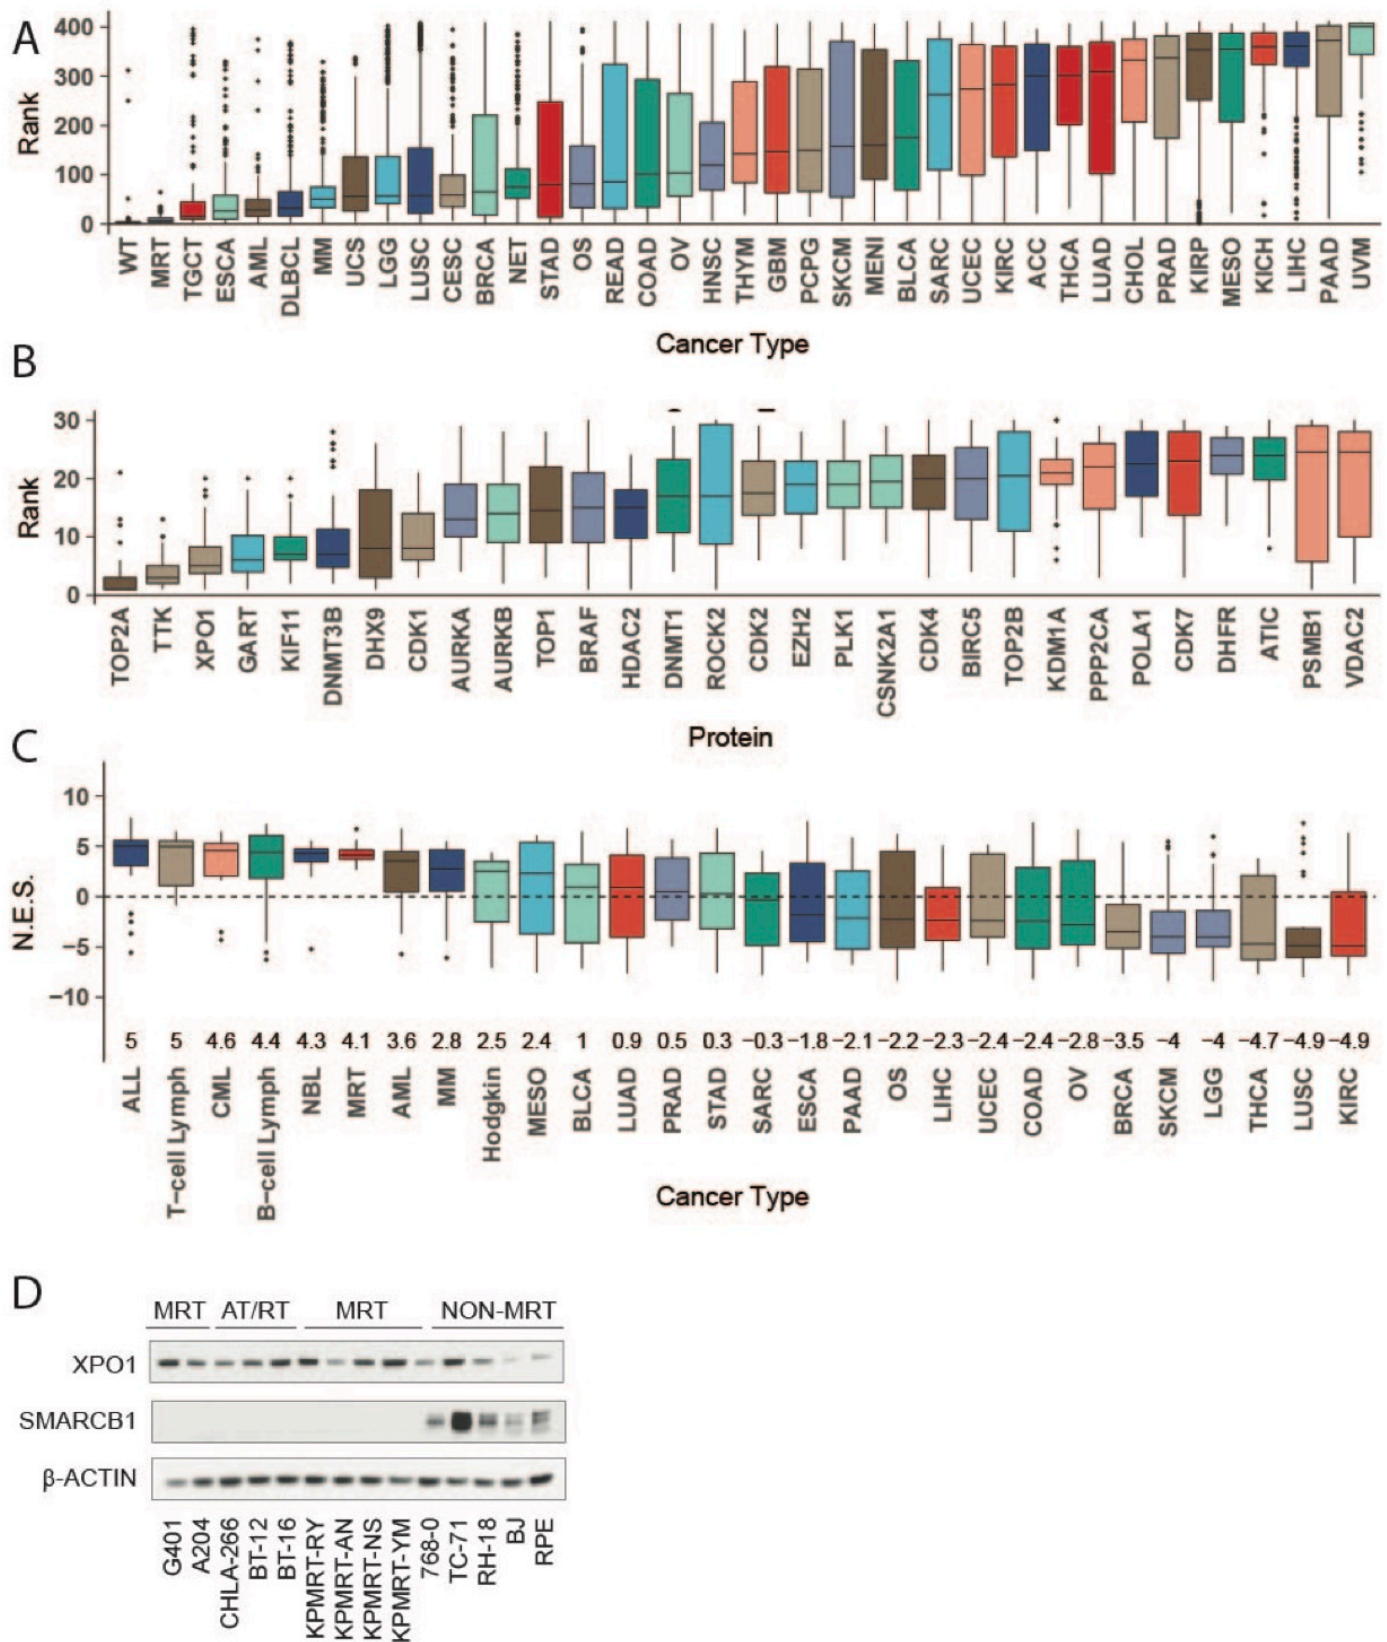 A
400
300
200
100
0
Rank
WT MRT TGCT ESCA AML DLBCL MM UCS LGG LUSC CESC BRCA NET STAD OS READ COAD OV HNSC THYM GBM PCPG SKCM MENI BLCA SARC UCEC KIRC ACC THCA LUAD CHOL PRAD KIRP MESO KICH LIHC PAAD UVM
Cancer Type
B
30
20
10
0
Rank
TOP2A TTK XPO1 GART KIF11 DNMT3B DHX9 CDK1 AURKA AURKB TOP1 BRAF HDAC2 DNMT1 ROCK2 CDK2 EZH2 PLK1 CSNK2A1 CDK4 BIRC5 TOP2B KDM1A PPP2CA POLA1 CDK7 DHFR ATIC PSMB1 VDAC2
Protein
C
10
5
0
−5
−10
N.E.S.
5 5 4.6 4.4 4.3 4.1 3.6 2.8 2.5 2.4 1 0.9 0.5 0.3 −0.3 −1.8 −2.1 −2.2 −2.3 −2.4 −2.4 −2.8 −3.5 −4 −4 −4.7 −4.9 −4.9
ALL T−cell Lymph CML B−cell Lymph NBL MRT AML MM Hodgkin MESO BLCA LUAD PRAD STAD SARC ESCA PAAD OS LIHC UCEC COAD OV BRCA SKCM LGG THCA LUSC KIRC
Cancer Type
D
MRT AT/RT MRT NON-MRT
XPO1
SMARCB1
β-ACTIN
G401 A204 CHLA-266 BT-12 BT-16 KPMRT-RY KPMRT-AN KPMRT-NS KPMRT-YM 768-0 TC-71 RH-18 BJ RPE